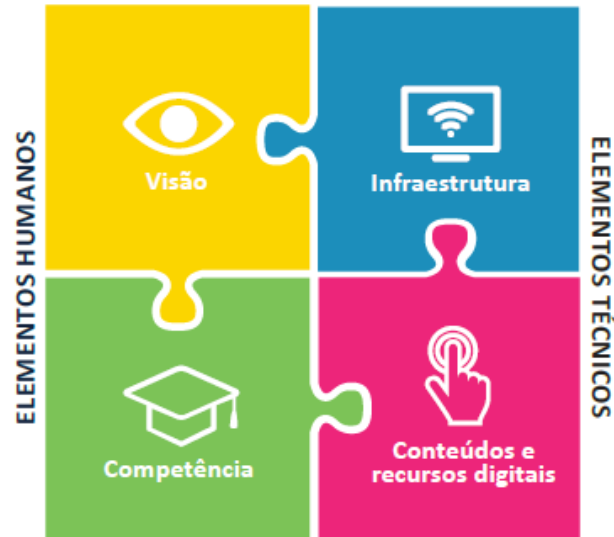 ELEMENTOS HUMANOS
Visão
Infraestrutura
ELEMENTOS TÉCNICOS
Competência
Conteúdos e
recursos digitais